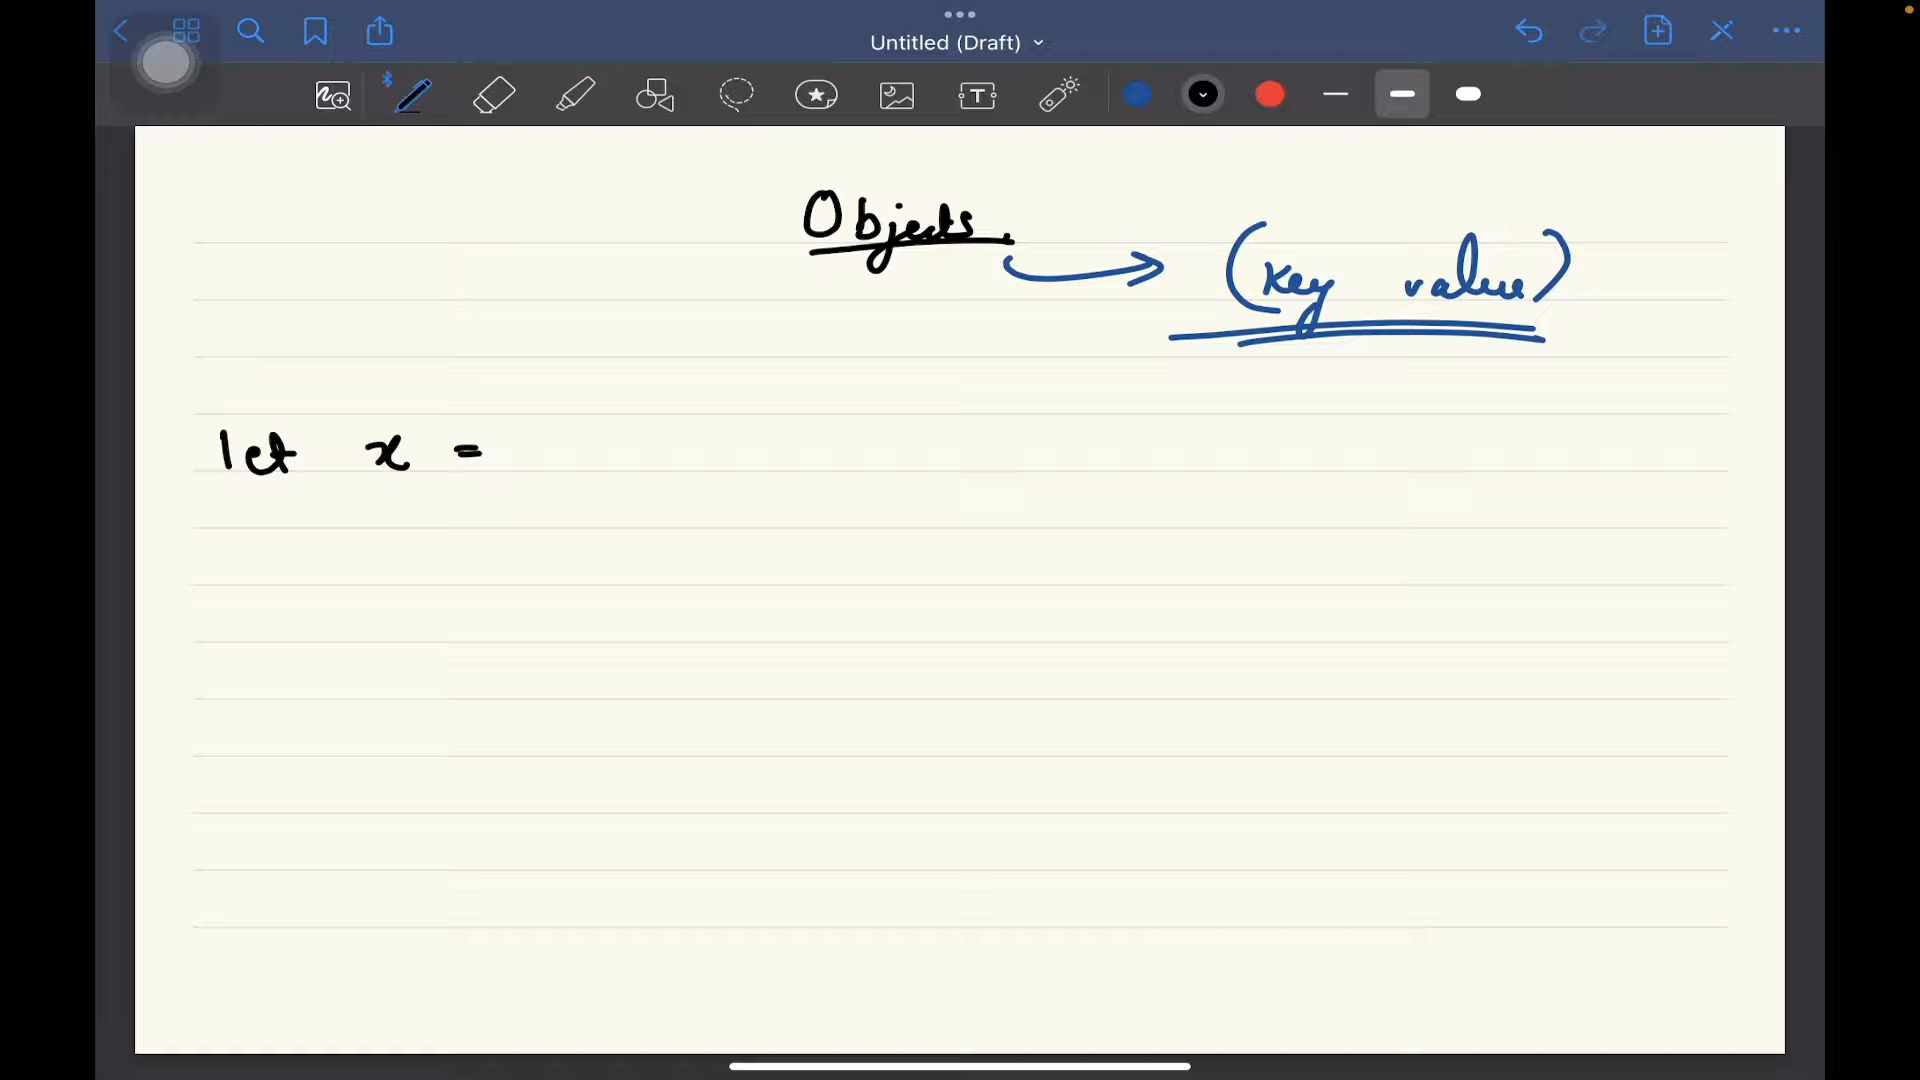 Untitled (Draft)
Objects.
(key value)
let x =